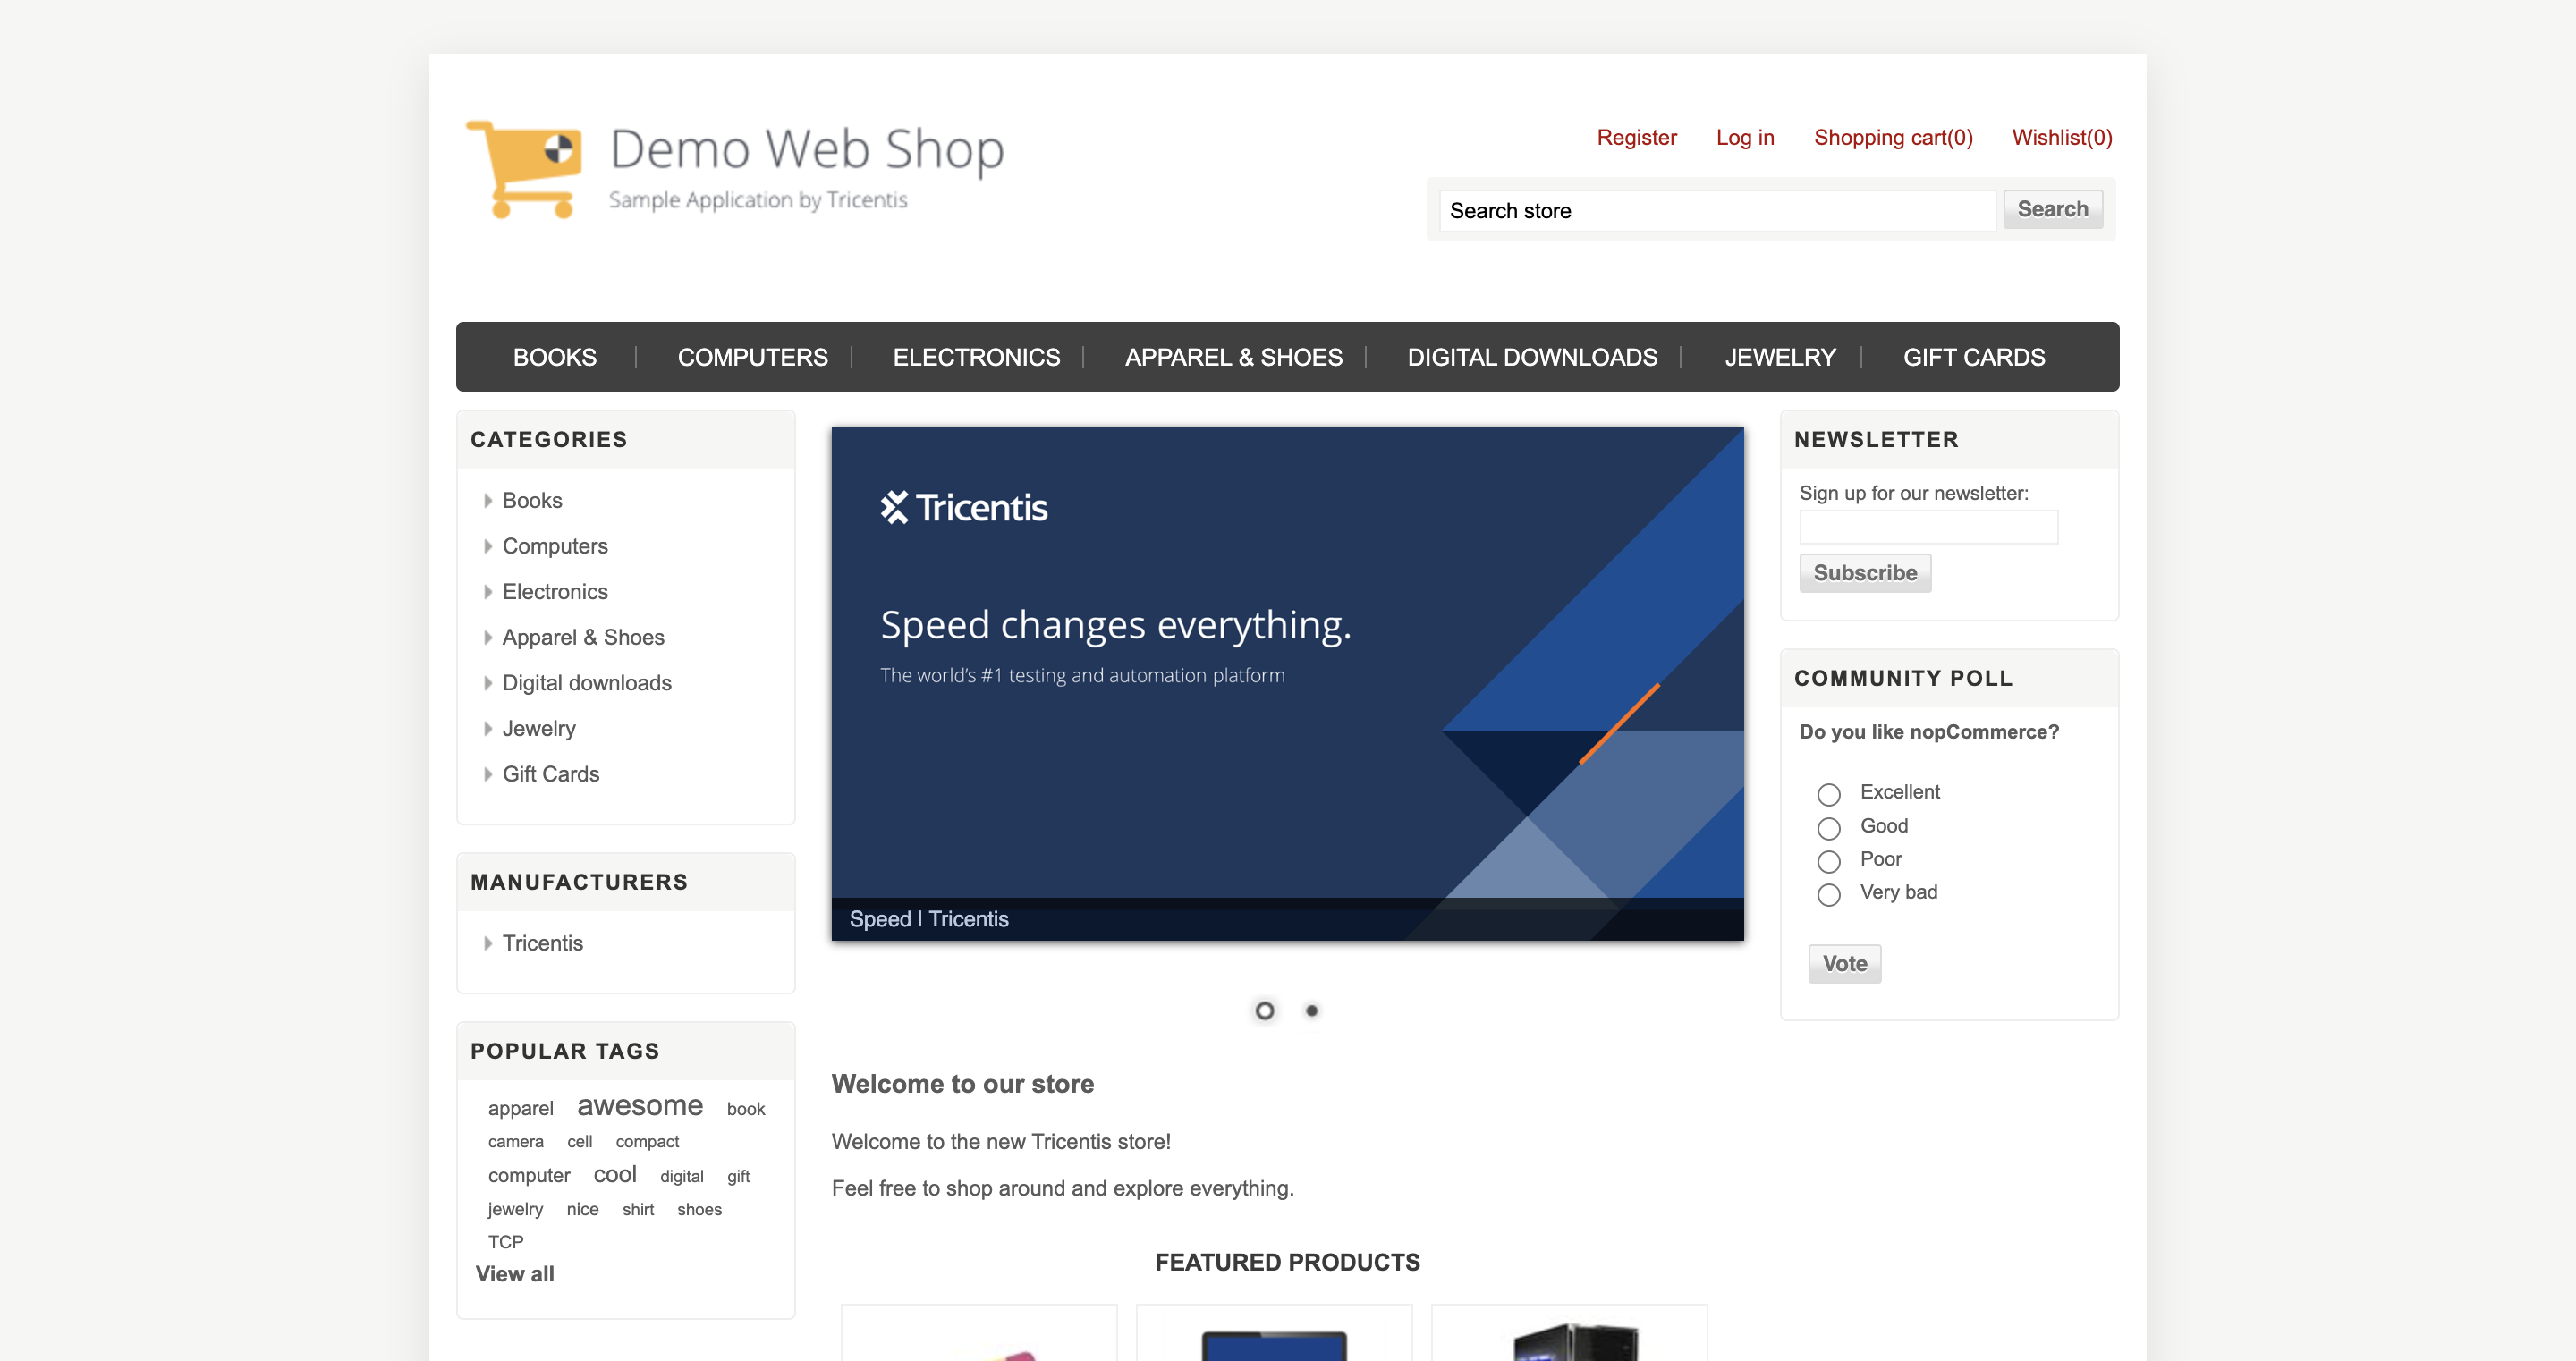 Demo Web Shop
Sample Application by Tricentis
Register Log in Shopping cart(0) Wishlist(0)
Search store Search
BOOKS COMPUTERS ELECTRONICS APPAREL & SHOES DIGITAL DOWNLOADS JEWELRY GIFT CARDS
CATEGORIES
Books
Computers
Electronics
Apparel & Shoes
Digital downloads
Jewelry
Gift Cards
MANUFACTURERS
Tricentis
POPULAR TAGS
apparel awesome book
camera cell compact
computer cool digital gift
jewelry nice shirt shoes
TCP
View all
Tricentis
Speed changes everything.
The world's #1 testing and automation platform
Speed I Tricentis
Welcome to our store
Welcome to the new Tricentis store!
Feel free to shop around and explore everything.
FEATURED PRODUCTS
NEWSLETTER
Sign up for our newsletter:
Subscribe
COMMUNITY POLL
Do you like nopCommerce?
Excellent
Good
Poor
Very bad
Vote